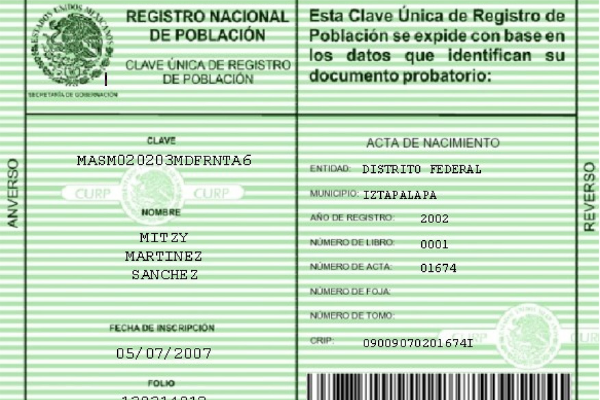 ESTADOS UNIDOS MEXICANOS
SECRETARÍA DE GOBERNACIÓN
REGISTRO NACIONAL
DE POBLACIÓN
CLAVE ÚNICA DE REGISTRO
DE POBLACIÓN
ANVERSO
CLAVE
MASM020203MDFRNTA6
CURP CURP
NOMBRE
MITZY
MARTINEZ
SANCHEZ
FECHA DE INSCRIPCIÓN
05/07/2007
FOLIO
Esta Clave Única de Registro de
Población se expide con base en
los datos que identifican su
documento probatorio:
ACTA DE NACIMIENTO
ENTIDAD: DISTRITO FEDERAL
MUNICIPIO: IZTAPALAPA
AÑO DE REGISTRO: 2002
NÚMERO DE LIBRO: 0001
NÚMERO DE ACTA: 01674
NÚMERO DE FOJA:
NÚMERO DE TOMO:
CRIP: 09009070201674I
REVERSO